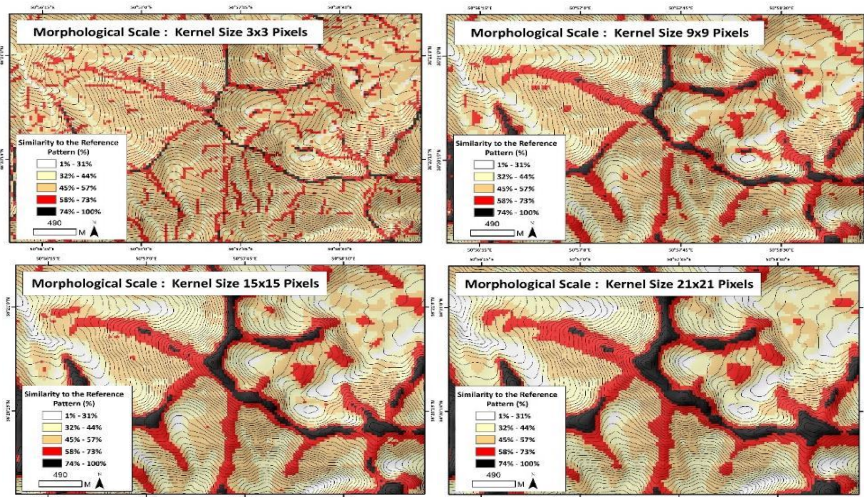 Morphological Scale : Kernel Size 3x3 Pixels
Similarity to the Reference
Pattern (%)
1% - 31%
32% - 44%
45% - 57%
58% - 73%
74% - 100%
490
M
N
Morphological Scale : Kernel Size 9x9 Pixels
Similarity to the Reference
Pattern (%)
1% - 31%
32% - 44%
45% - 57%
58% - 73%
74% - 100%
490
M
N
Morphological Scale : Kernel Size 15x15 Pixels
Similarity to the Reference
Pattern (%)
1% - 31%
32% - 44%
45% - 57%
58% - 73%
74% - 100%
490
M
N
Morphological Scale : Kernel Size 21x21 Pixels
Similarity to the Reference
Pattern (%)
1% - 31%
32% - 44%
45% - 57%
58% - 73%
74% - 100%
490
M
N